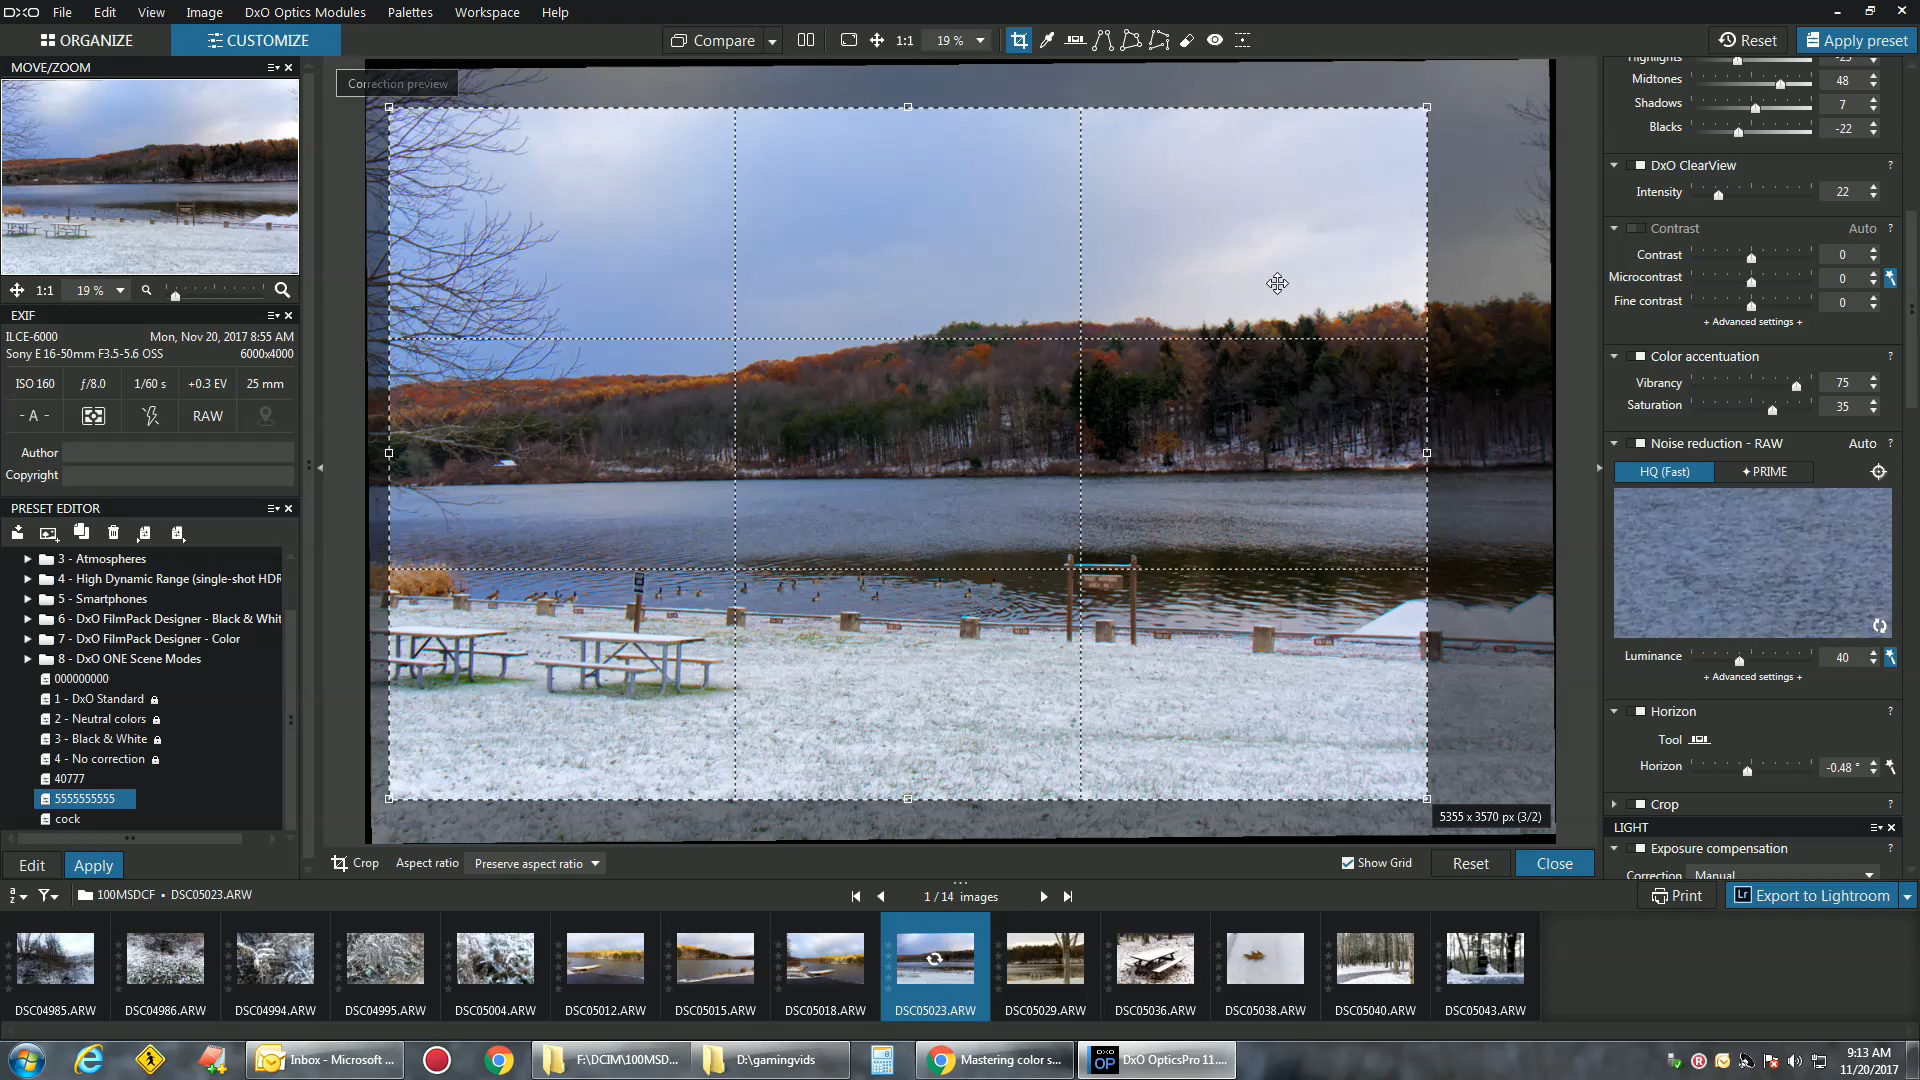 DXO File Edit View Image DxO Optics Modules Palettes Workspace Help
ORGANIZE CUSTOMIZE Compare 1:1 19 % Reset Apply preset
MOVE/ZOOM
Correction preview
1:1 19 %
EXIF
ILCE-6000 Mon, Nov 20, 2017 8:55 AM
Sony E 16-50mm F3.5-5.6 OSS 6000x4000
ISO 160 ƒ/8.0 1/60 s +0.3 EV 25 mm
- A - RAW
Author
Copyright
PRESET EDITOR
3 - Atmospheres
4 - High Dynamic Range (single-shot HDR
5 - Smartphones
6 - DxO FilmPack Designer - Black & Whit
7 - DxO FilmPack Designer - Color
8 - DxO ONE Scene Modes
000000000
1 - DxO Standard
2 - Neutral colors
3 - Black & White
4 - No correction
40777
5555555555
cock
Edit Apply
Highlights -25
Midtones 48
Shadows 7
Blacks -22
DxO ClearView ?
Intensity 22
Contrast Auto ?
Contrast 0
Microcontrast 0
Fine contrast 0
+ Advanced settings +
Color accentuation ?
Vibrancy 75
Saturation 35
Noise reduction - RAW Auto ?
HQ (Fast) PRIME
Luminance 40
+ Advanced settings +
Horizon ?
Tool
Horizon -0.48 °
Crop ?
LIGHT
Exposure compensation ?
Correction Manual
5355 x 3570 px (3/2)
Crop Aspect ratio Preserve aspect ratio Show Grid Reset Close
a z 100MSDCF • DSC05023.ARW 1 / 14 images Print Lr Export to Lightroom
DSC04985.ARW DSC04986.ARW DSC04994.ARW DSC04995.ARW DSC05004.ARW DSC05012.ARW DSC05015.ARW DSC05018.ARW DSC05023.ARW DSC05029.ARW DSC05036.ARW DSC05038.ARW DSC05040.ARW DSC05043.ARW
Inbox - Microsoft ... F:\DCIM\100MSD... D:\gamingvids Mastering color s... DXO OP DxO OpticsPro 11....
9:13 AM
11/20/2017